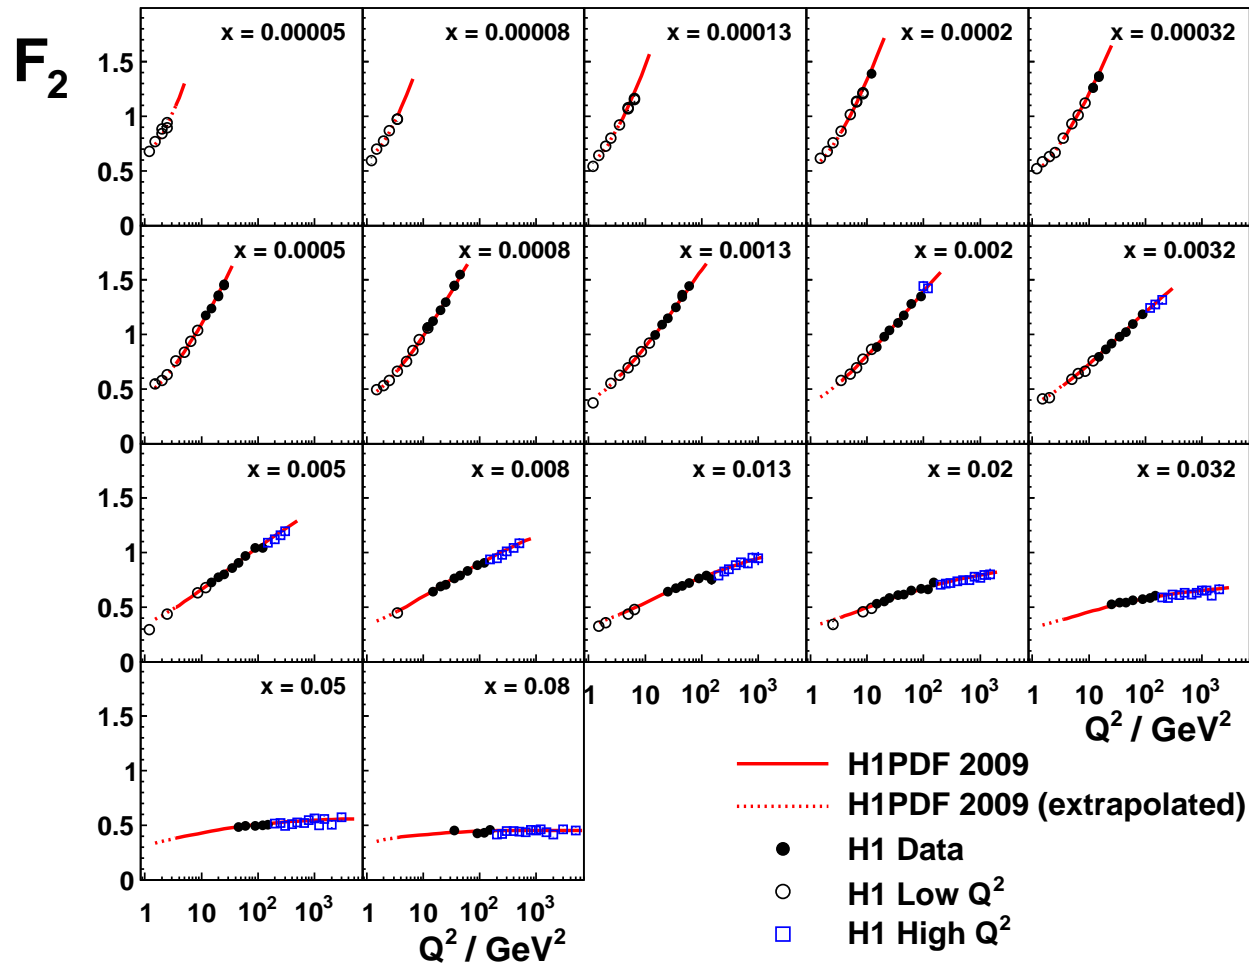 F2
x = 0.00005
x = 0.00008
x = 0.00013
x = 0.0002
x = 0.00032
1.5
1
0.5
0
x = 0.0005
x = 0.0008
x = 0.0013
x = 0.002
x = 0.0032
1.5
1
0.5
0
x = 0.005
x = 0.008
x = 0.013
x = 0.02
x = 0.032
1.5
1
0.5
0
1 10 10² 10³
1 10 10² 10³
1 10 10² 10³
Q² / GeV²
x = 0.05
x = 0.08
1.5
1
0.5
0
1 10 10² 10³
1 10 10² 10³
Q² / GeV²
H1PDF 2009
H1PDF 2009 (extrapolated)
H1 Data
H1 Low Q²
H1 High Q²